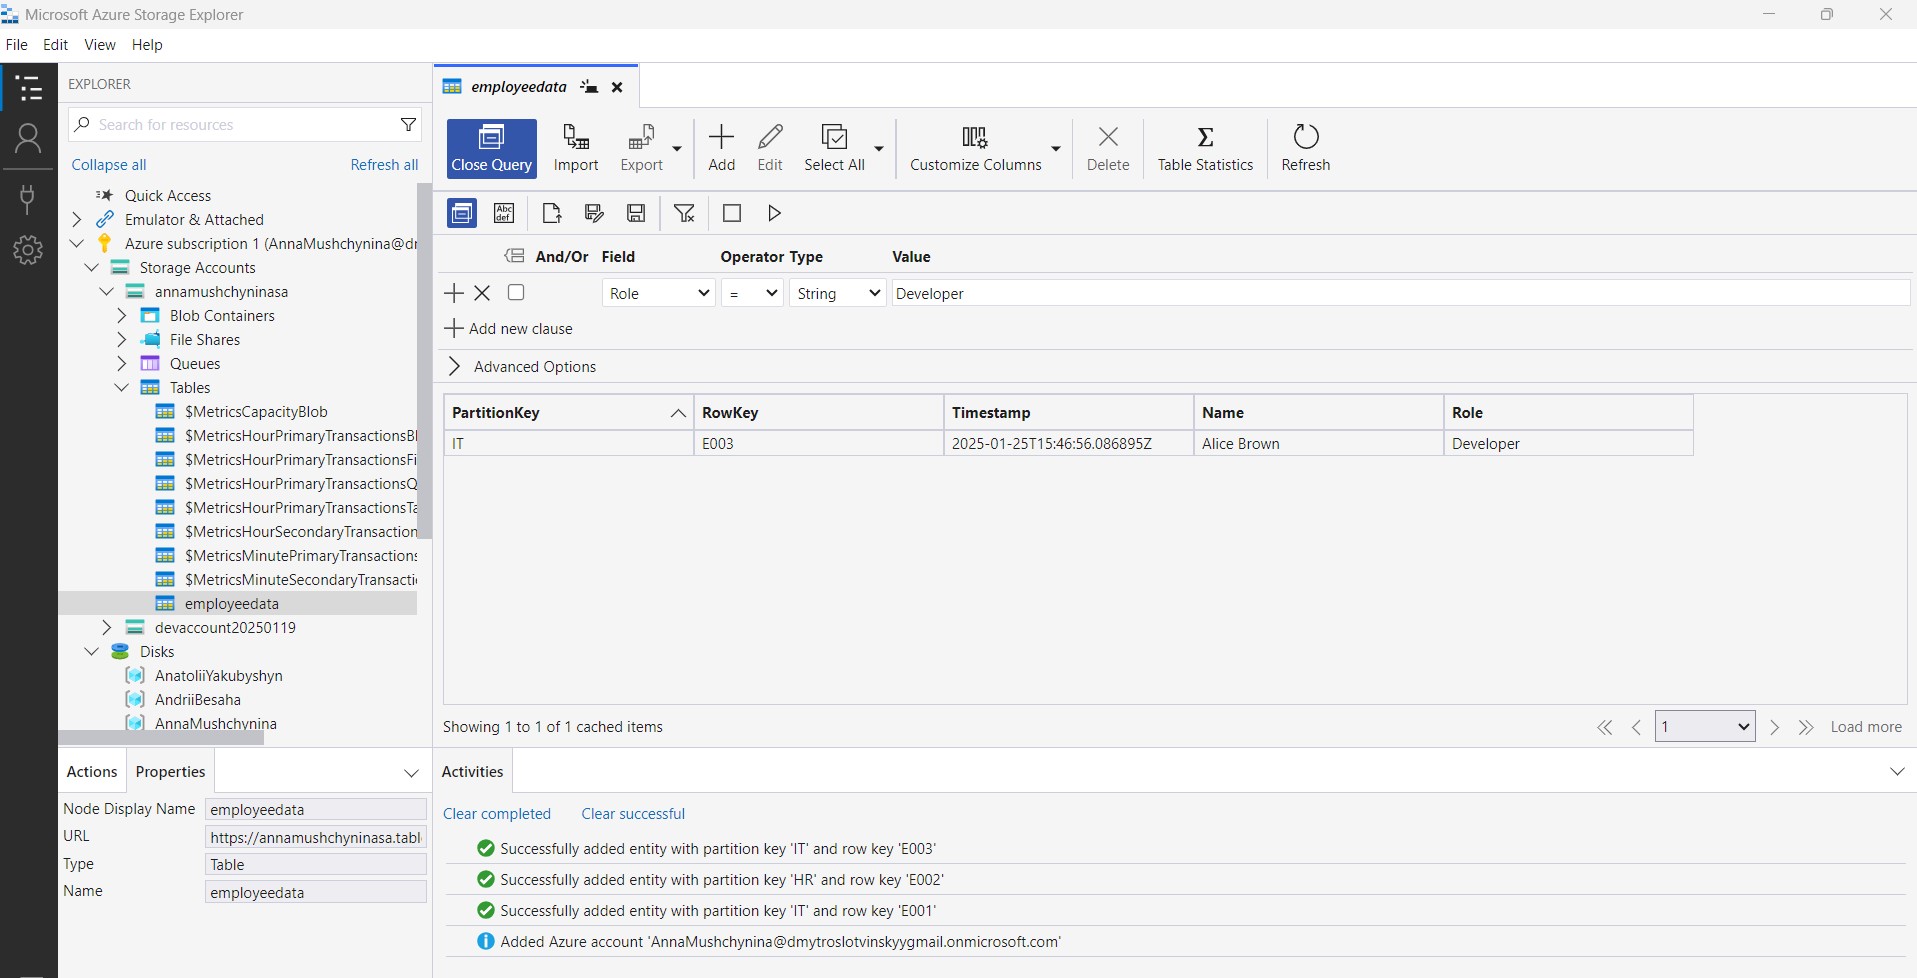 Microsoft Azure Storage Explorer
File Edit View Help
EXPLORER
Search for resources
Collapse all Refresh all
Quick Access
Emulator & Attached
Azure subscription 1 (AnnaMushchynina@dr
Storage Accounts
annamushchyninasa
Blob Containers
File Shares
Queues
Tables
$MetricsCapacityBlob
$MetricsHourPrimaryTransactionsBl
$MetricsHourPrimaryTransactionsFi
$MetricsHourPrimaryTransactionsQ
$MetricsHourPrimaryTransactionsTa
$MetricsHourSecondaryTransaction
$MetricsMinutePrimaryTransactions
$MetricsMinuteSecondaryTransacti
employeedata
devaccount20250119
Disks
AnatoliiYakubyshyn
AndriiBesaha
AnnaMushchynina
Actions Properties
Node Display Name employeedata
URL https://annamushchyninasa.tabl
Type Table
Name employeedata
employeedata
Close Query Import Export Add Edit Select All Customize Columns Delete Table Statistics Refresh
Abc
def
And/Or Field Operator Type Value
Role = String Developer
Add new clause
Advanced Options
PartitionKey RowKey Timestamp Name Role
IT E003 2025-01-25T15:46:56.086895Z Alice Brown Developer
Showing 1 to 1 of 1 cached items
1 Load more
Activities
Clear completed Clear successful
Successfully added entity with partition key 'IT' and row key 'E003'
Successfully added entity with partition key 'HR' and row key 'E002'
Successfully added entity with partition key 'IT' and row key 'E001'
Added Azure account 'AnnaMushchynina@dmytroslotvinskyygmail.onmicrosoft.com'